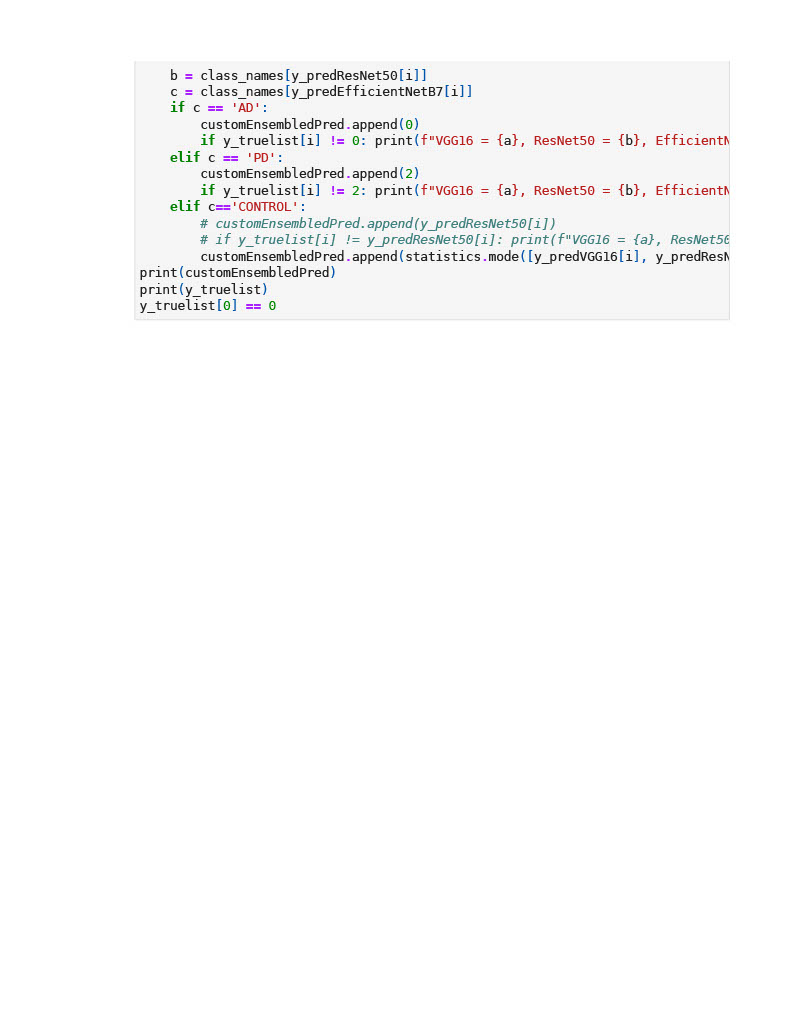 b = class_names[y_predResNet50[i]]
    c = class_names[y_predEfficientNetB7[i]]
    if c == 'AD':
        customEnsembledPred.append(0)
        if y_truelist[i] != 0: print(f"VGG16 = {a}, ResNet50 = {b}, EfficientN
    elif c == 'PD':
        customEnsembledPred.append(2)
        if y_truelist[i] != 2: print(f"VGG16 = {a}, ResNet50 = {b}, EfficientN
    elif c=='CONTROL':
        # customEnsembledPred.append(y_predResNet50[i])
        # if y_truelist[i] != y_predResNet50[i]: print(f"VGG16 = {a}, ResNet50
        customEnsembledPred.append(statistics.mode([y_predVGG16[i], y_predResN
print(customEnsembledPred)
print(y_truelist)
y_truelist[0] == 0